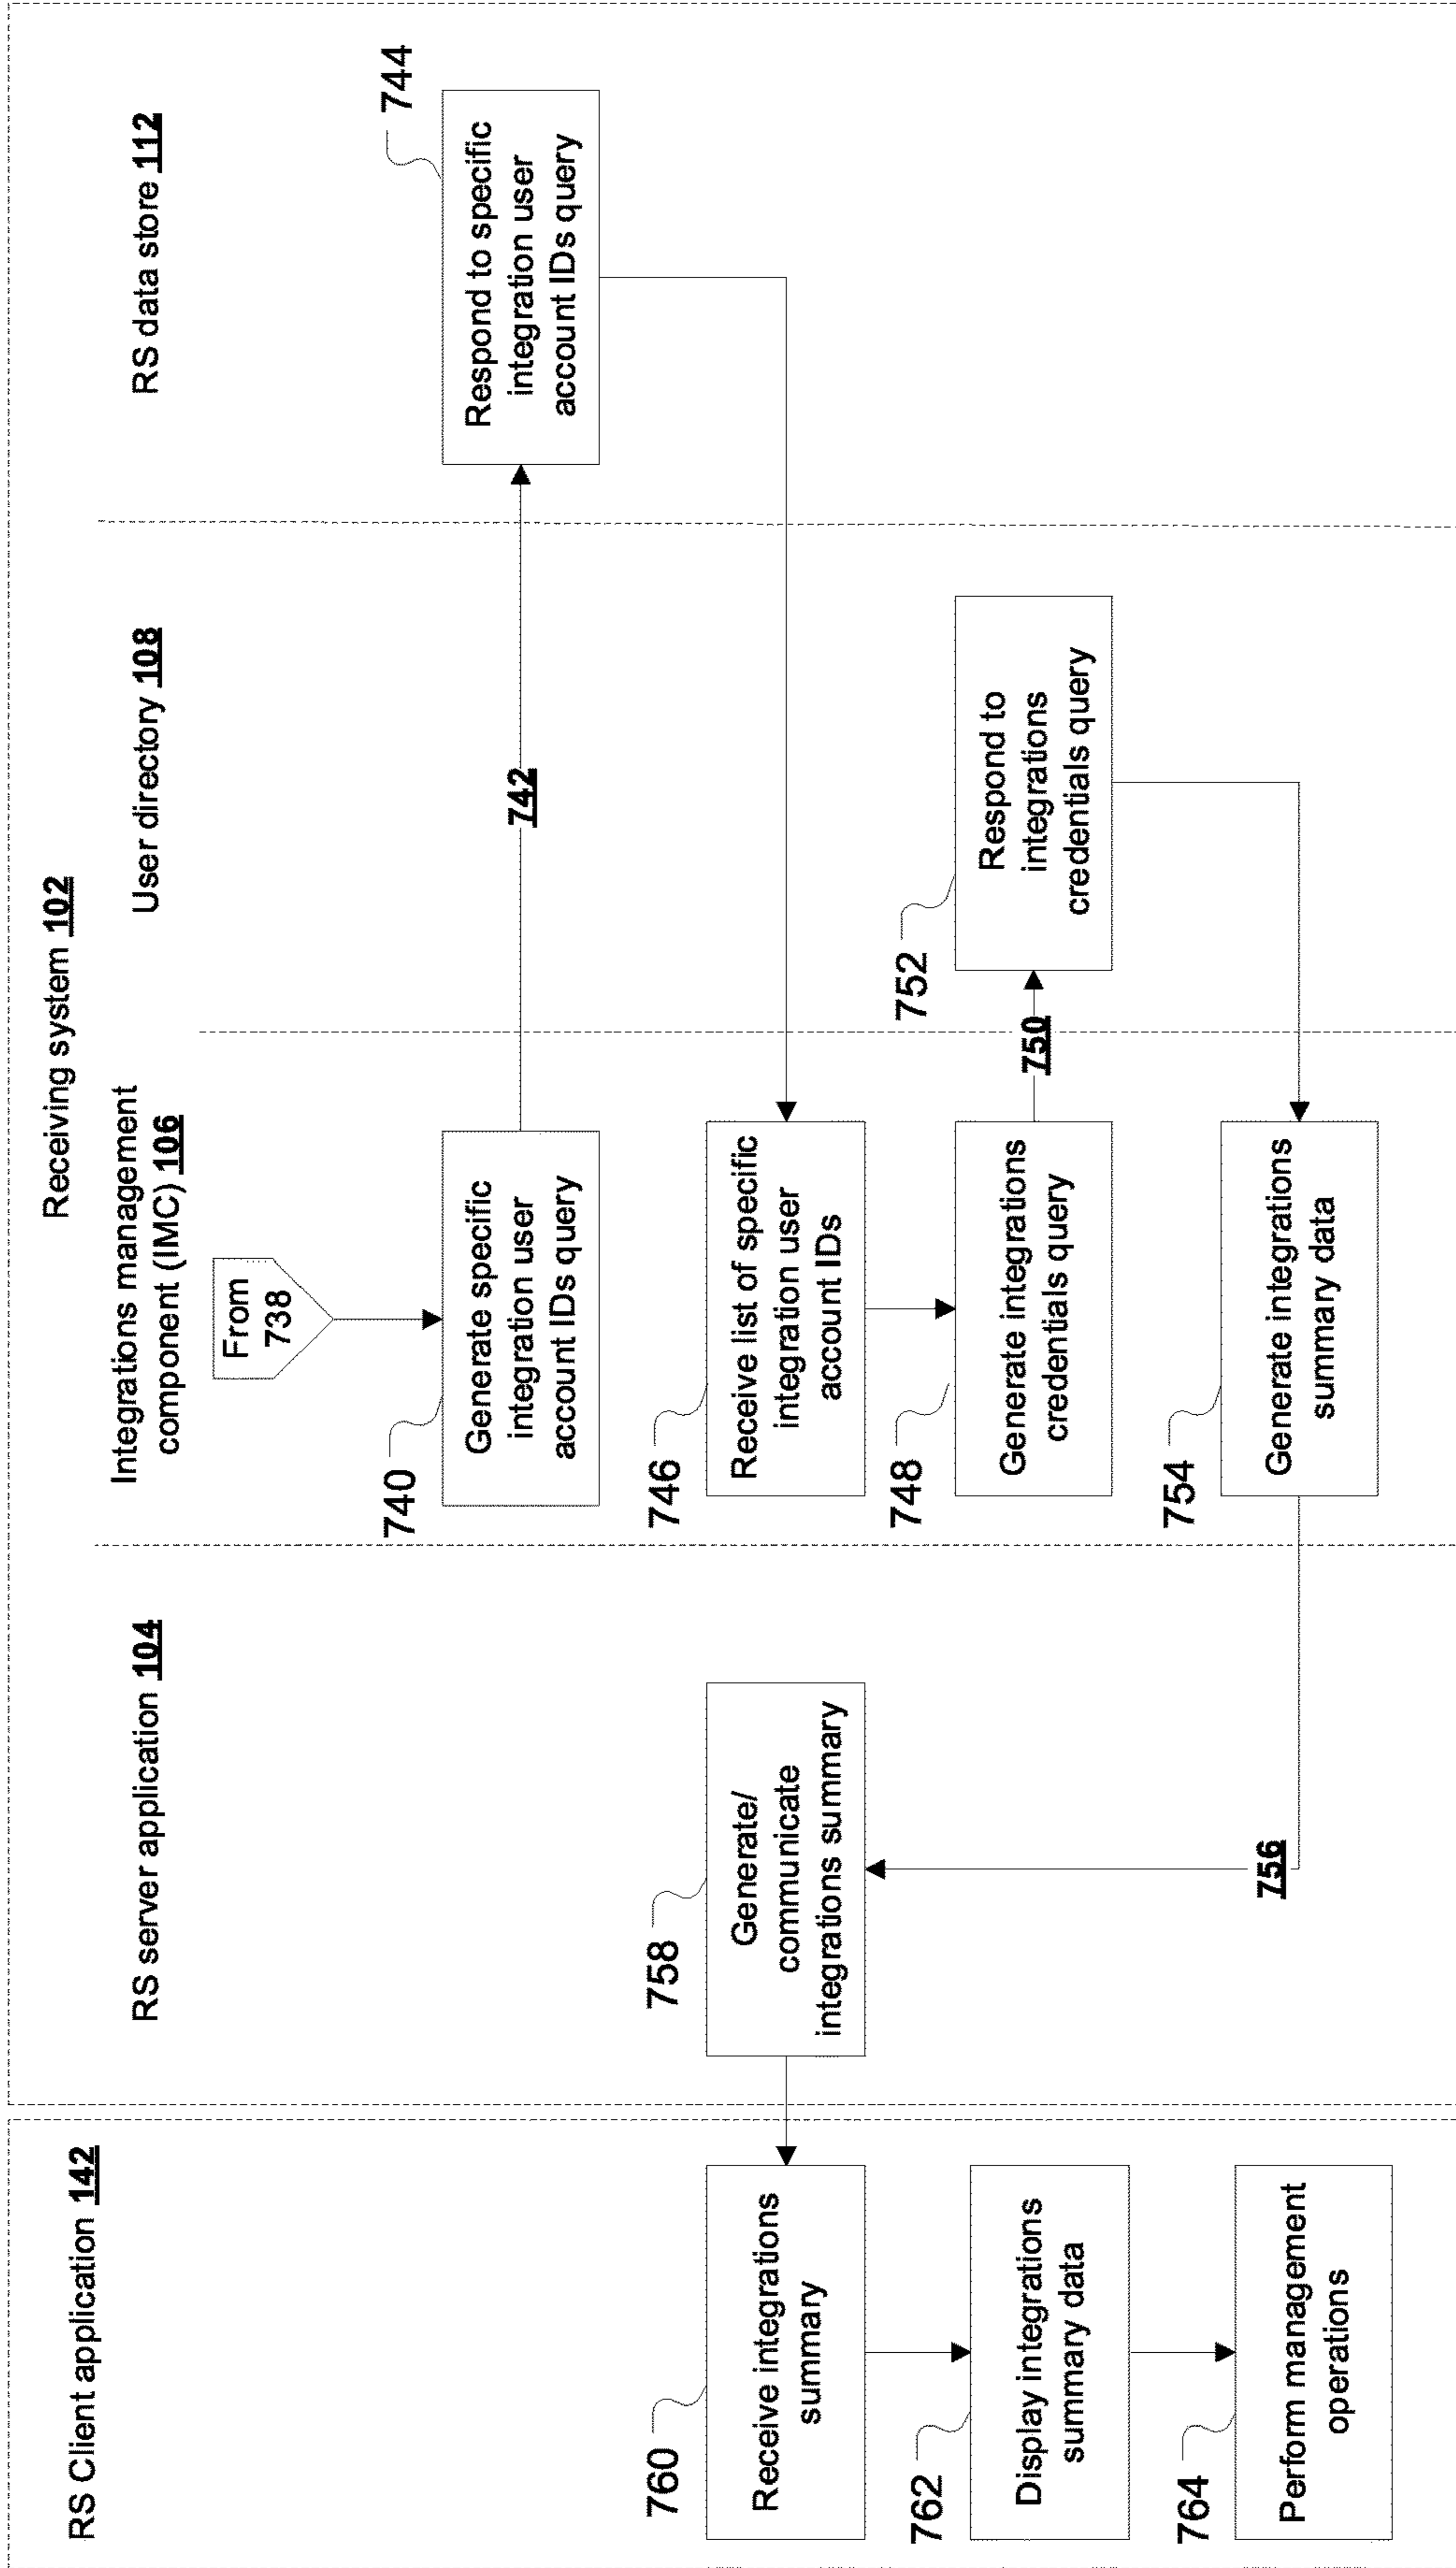 RS Client application 142
Receiving system 102
RS server application 104
Integrations management
component (IMC) 106
User directory 108
RS data store 112
From
738
740
Generate specific
integration user
account IDs query
742
744
Respond to specific
integration user
account IDs query
746
Receive list of specific
integration user
account IDs
748
Generate integrations
credentials query
750
752
Respond to
integrations
credentials query
754
Generate integrations
summary data
756
758
Generate/
communicate
integrations summary
760
Receive integrations
summary
762
Display integrations
summary data
764
Perform management
operations